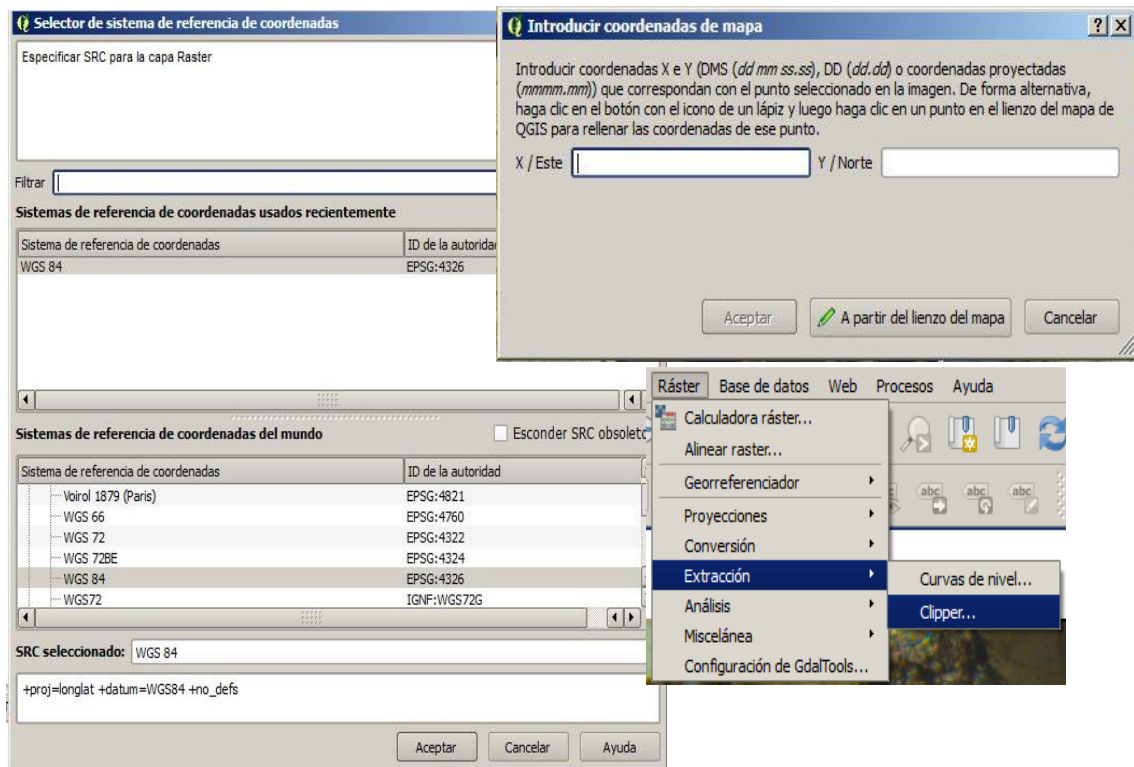 Selector de sistema de referencia de coordenadas
Especificar SRC para la capa Raster
Filtrar
Sistemas de referencia de coordenadas usados recientemente
Sistema de referencia de coordenadas ID de la autoridad
WGS 84 EPSG:4326
Sistemas de referencia de coordenadas del mundo Esconder SRC obsoleto
Sistema de referencia de coordenadas ID de la autoridad
Voirol 1879 (Paris) EPSG:4821
WGS 66 EPSG:4760
WGS 72 EPSG:4322
WGS 72BE EPSG:4324
WGS 84 EPSG:4326
WGS72 IGNF:WGS72G
SRC seleccionado: WGS 84
+proj=longlat +datum=WGS84 +no_defs
Aceptar Cancelar Ayuda
Introducir coordenadas de mapa
Introducir coordenadas X e Y (DMS (dd mm ss.ss), DD (dd.dd) o coordenadas proyectadas
(mmmm.mm)) que correspondan con el punto seleccionado en la imagen. De forma alternativa,
haga clic en el botón con el icono de un lápiz y luego haga clic en un punto en el lienzo del mapa de
QGIS para rellenar las coordenadas de ese punto.
X / Este Y / Norte
Aceptar A partir del lienzo del mapa Cancelar
Ráster Base de datos Web Procesos Ayuda
Calculadora ráster...
Alinear raster...
Georreferenciador
Proyecciones
Conversión
Extracción
Análisis
Miscelánea
Configuración de GdalTools...
Curvas de nivel...
Clipper...
abc abc abc